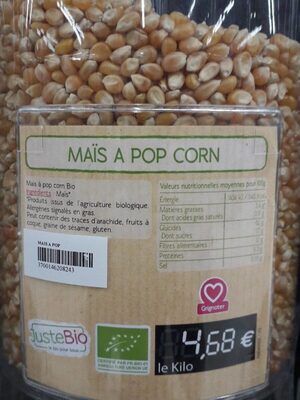 MAÏS A POP CORN
Maïs à pop corn Bio
Ingrédients : Maïs*
*Produits issus de l'agriculture biologique.
Allergènes signalés en gras.
Peut contenir des traces d'arachide, fruits à
coque, graine de sésame, gluten.
Valeurs nutritionnelles moyennes pour 100g
Énergie
Matières grasses
Dont acides gras saturés
Glucides
Dont sucres
Fibres alimentaires
Protéines
Sel
MAIS A POP
3700146208243
Grignoter
justeBio
4,68 €
le Kilo